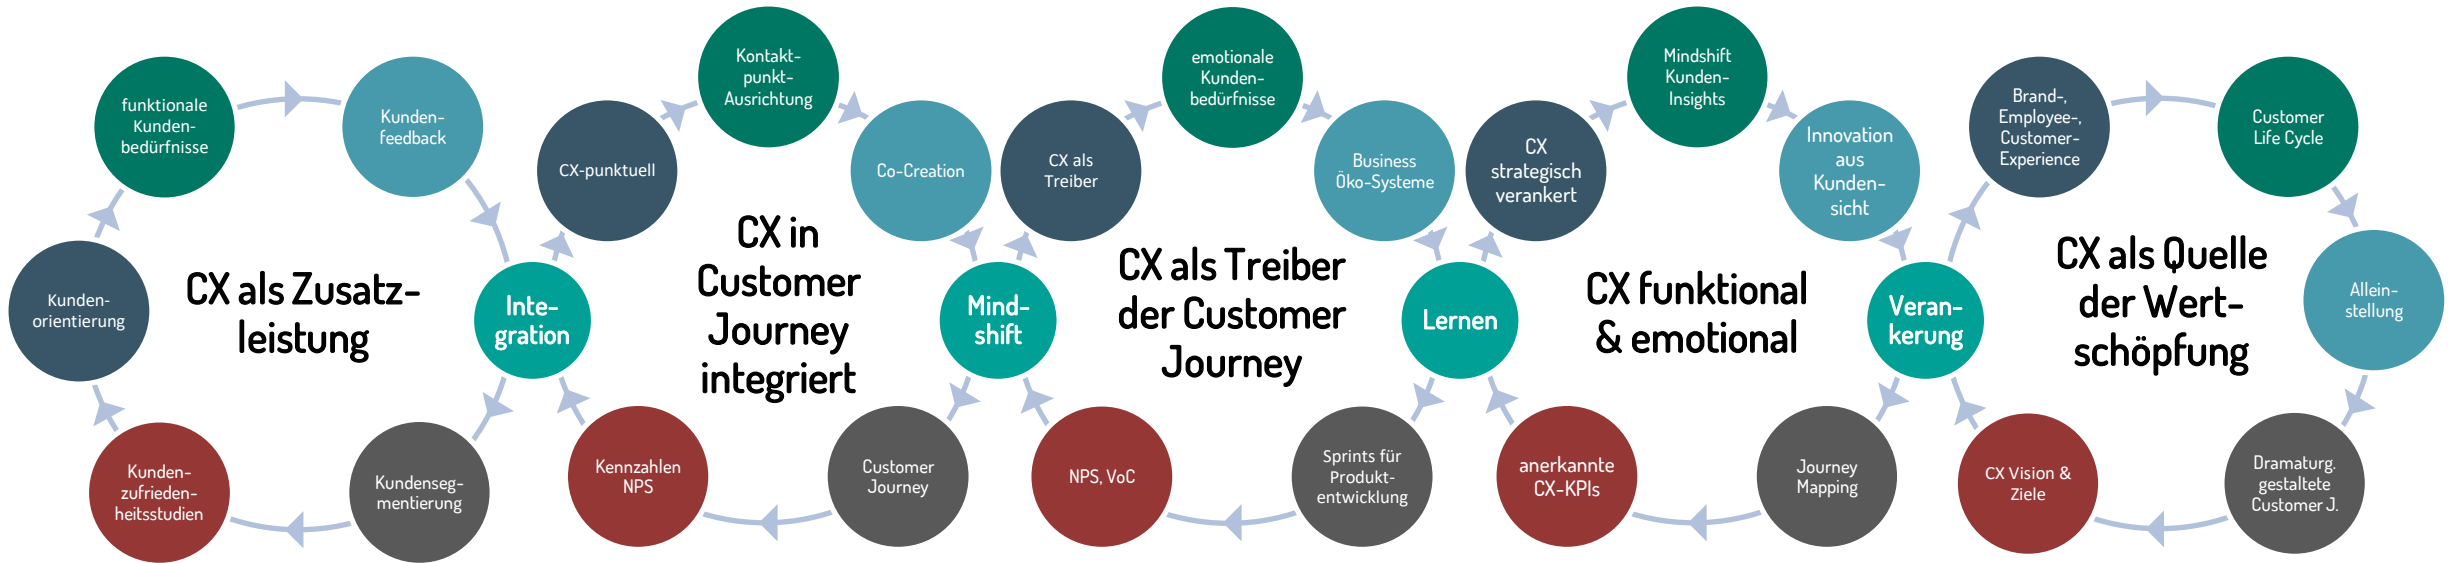 funktionale
Kunden-
bedürfnisse
Kunden-
feedback
Kunden-
orientierung
CX als Zusatz-
leistung
Inte-
gration
Kunden-
zufrieden-
heitsstudien
Kundenseg-
mentierung
CX-punktuell
Kontakt-
punkt-
Ausrichtung
Co-Creation
CX in
Customer
Journey
integriert
Mind-
shift
Kennzahlen
NPS
Customer
Journey
CX als
Treiber
emotionale
Kunden-
bedürfnisse
Business
Öko-Systeme
CX als Treiber
der Customer
Journey
Lernen
NPS, VoC
Sprints für
Produkt-
entwicklung
CX
strategisch
verankert
Mindshift
Kunden-
Insights
Innovation
aus
Kunden-
sicht
CX funktional
& emotional
Veran-
kerung
anerkannte
CX-KPIs
Journey
Mapping
Brand-,
Employee-,
Customer-
Experience
Customer
Life Cycle
Allein-
stellung
CX als Quelle
der Wert-
schöpfung
CX Vision &
Ziele
Dramaturg.
gestaltete
Customer J.